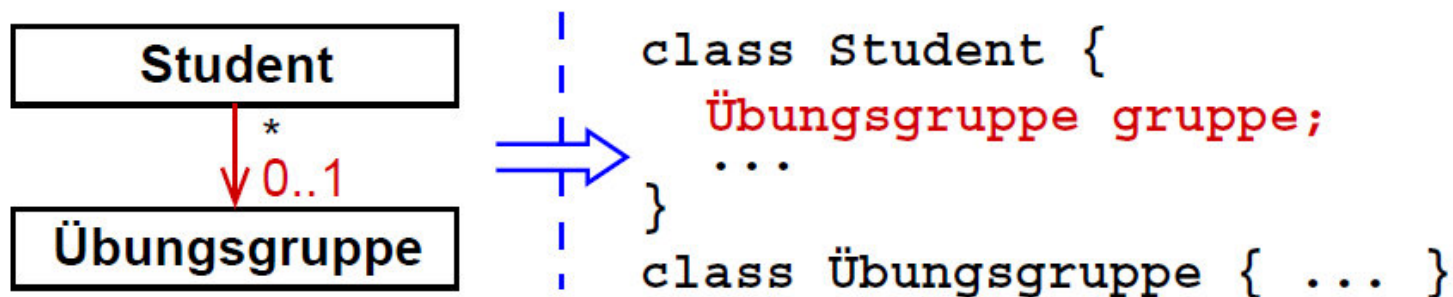 Student
*
0..1
Übungsgruppe
class Student {
Übungsgruppe gruppe;
...
}
class Übungsgruppe { ... }